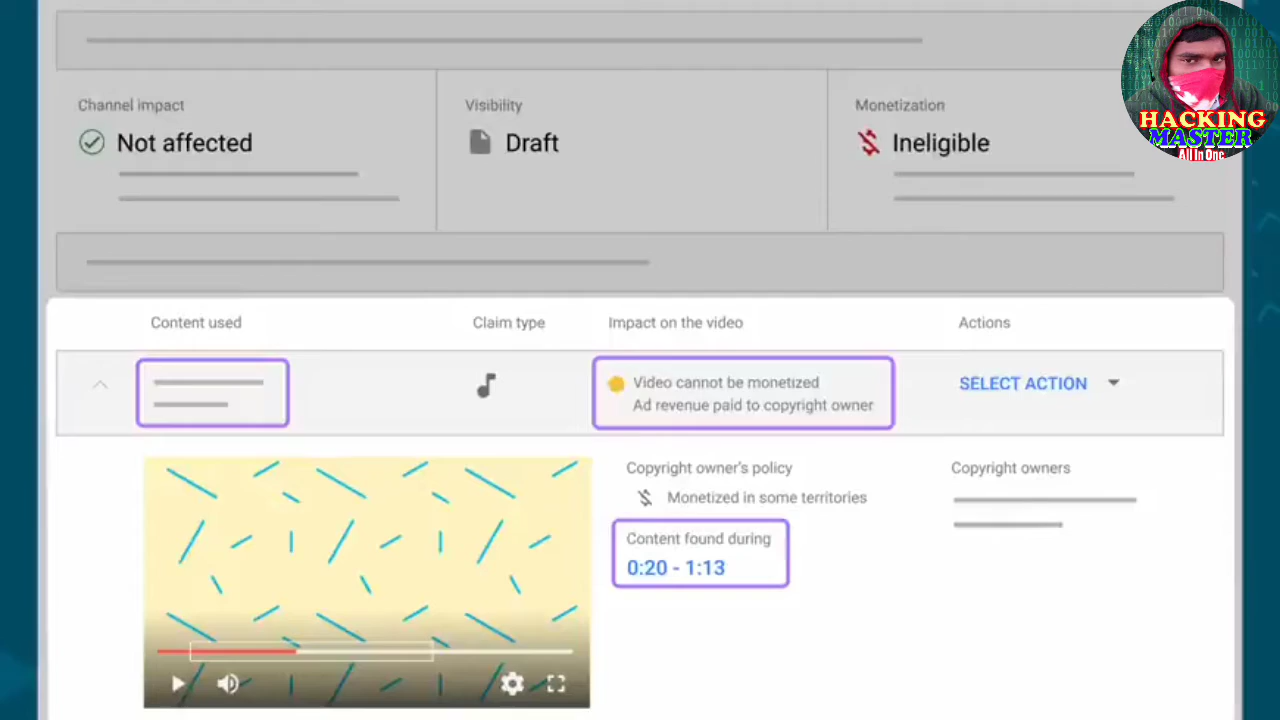 HACKING
MASTER
All In One
Channel impact
Visibility
Monetization
Not affected
Draft
Ineligible
Content used
Claim type
Impact on the video
Actions
Video cannot be monetized
Ad revenue paid to copyright owner
SELECT ACTION
Copyright owner's policy
Copyright owners
Monetized in some territories
Content found during
0:20 - 1:13